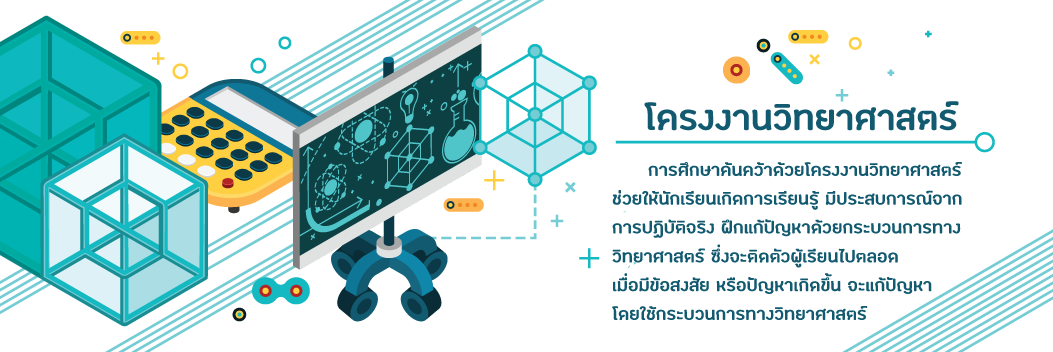 โครงงานวิทยาศาสตร์
การศึกษาค้นคว้าด้วยโครงงานวิทยาศาสตร์
ช่วยให้นักเรียนเกิดการเรียนรู้ มีประสบการณ์จาก
การปฏิบัติจริง ฝึกแก้ปัญหาด้วยกระบวนการทาง
วิทยาศาสตร์ ซึ่งจะติดตัวผู้เรียนไปตลอด
เมื่อมีข้อสงสัย หรือปัญหาเกิดขึ้น จะแก้ปัญหา
โดยใช้กระบวนการทางวิทยาศาสตร์